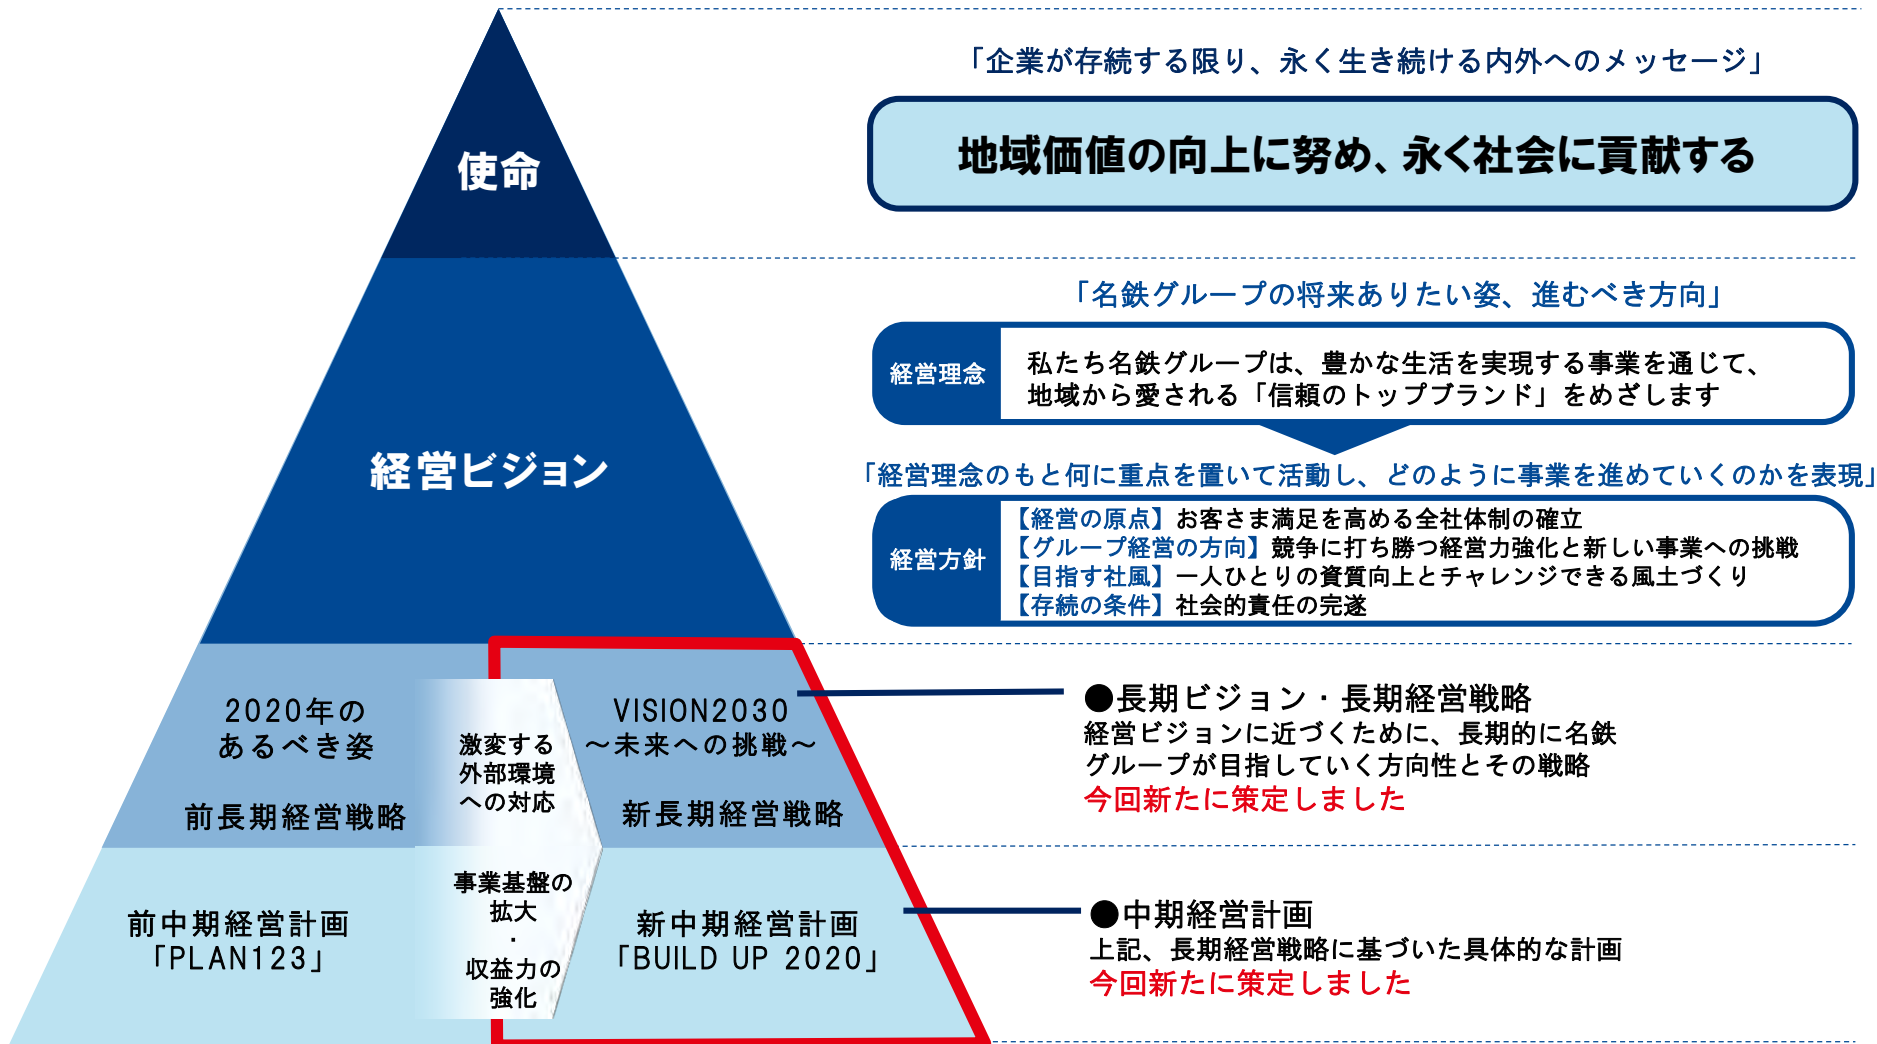 「企業が存続する限り、永く生き続ける内外へのメッセージ」
使命
地域価値の向上に努め、永く社会に貢献する
「名鉄グループの将来ありたい姿、進むべき方向」
経営理念
私たち名鉄グループは、豊かな生活を実現する事業を通じて、
地域から愛される「信頼のトップブランド」をめざします
経営ビジョン
「経営理念のもと何に重点を置いて活動し、どのように事業を進めていくのかを表現」
経営方針
【経営の原点】お客さま満足を高める全社体制の確立
【グループ経営の方向】競争に打ち勝つ経営力強化と新しい事業への挑戦
【目指す社風】一人ひとりの資質向上とチャレンジできる風土づくり
【存続の条件】社会的責任の完遂
2020年の
あるべき姿
前長期経営戦略
激変する
外部環境
への対応
VISION2030
～未来への挑戦～
新長期経営戦略
●長期ビジョン・長期経営戦略
経営ビジョンに近づくために、長期的に名鉄
グループが目指していく方向性とその戦略
今回新たに策定しました
前中期経営計画
「PLAN123」
事業基盤の
拡大
・
収益力の
強化
新中期経営計画
「BUILD UP 2020」
●中期経営計画
上記、長期経営戦略に基づいた具体的な計画
今回新たに策定しました